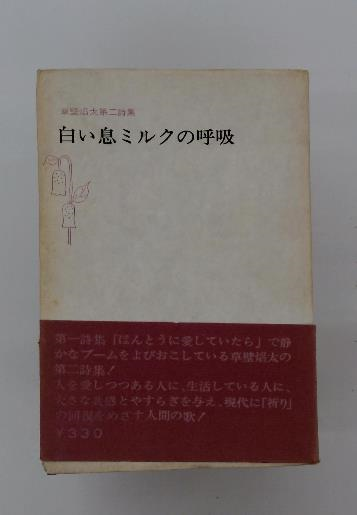 草壁焔太第二詩集
白い息ミルクの呼吸
第一詩集「ほんとうに愛していたら」で静
かなブームをよびおこしている草壁焔太の
第二詩集!
人を愛しつつある人に、生活している人に、
大きな共感とやすらぎを与え、現代に「祈り」
の回復をめざす人間の歌!
¥330